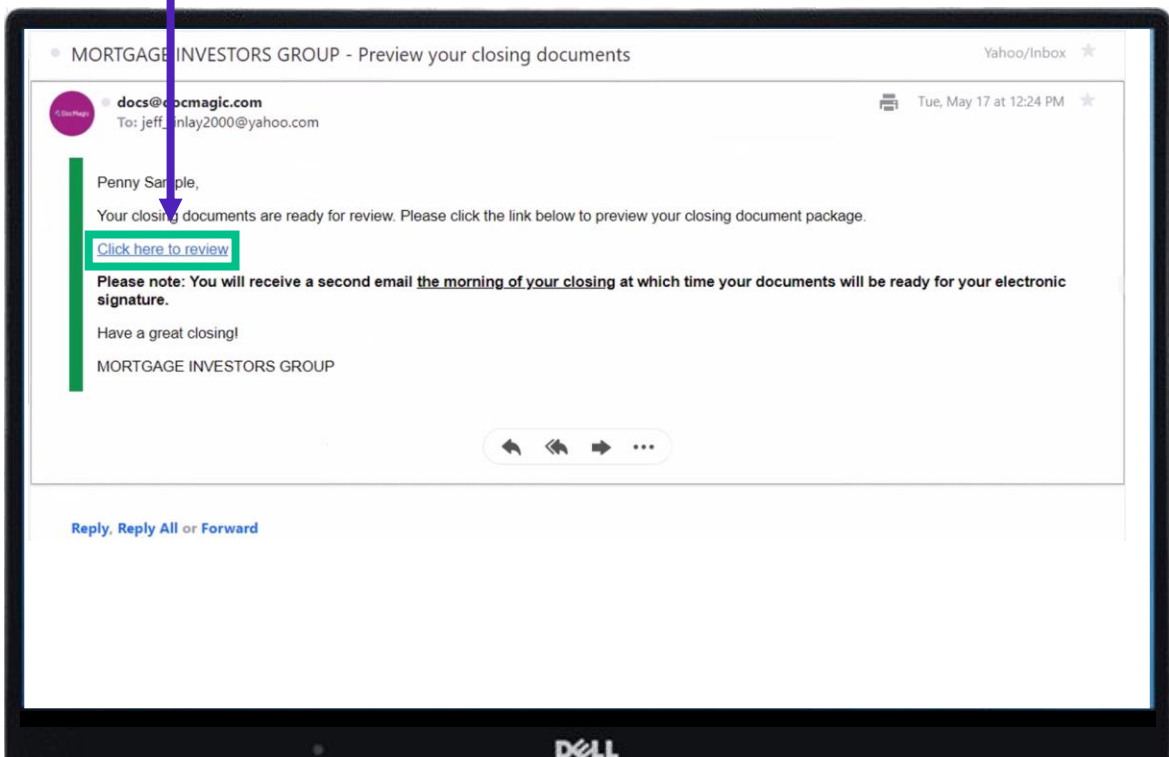 MORTGAGE INVESTORS GROUP - Preview your closing documents
Yahoo/Inbox
DocMagic
docs@docmagic.com
Tue, May 17 at 12:24 PM
To: jeff_finlay2000@yahoo.com
Penny Sample,
Your closing documents are ready for review. Please click the link below to preview your closing document package.
Click here to review
Please note: You will receive a second email the morning of your closing at which time your documents will be ready for your electronic
signature.
Have a great closing!
MORTGAGE INVESTORS GROUP
Reply, Reply All or Forward
DELL